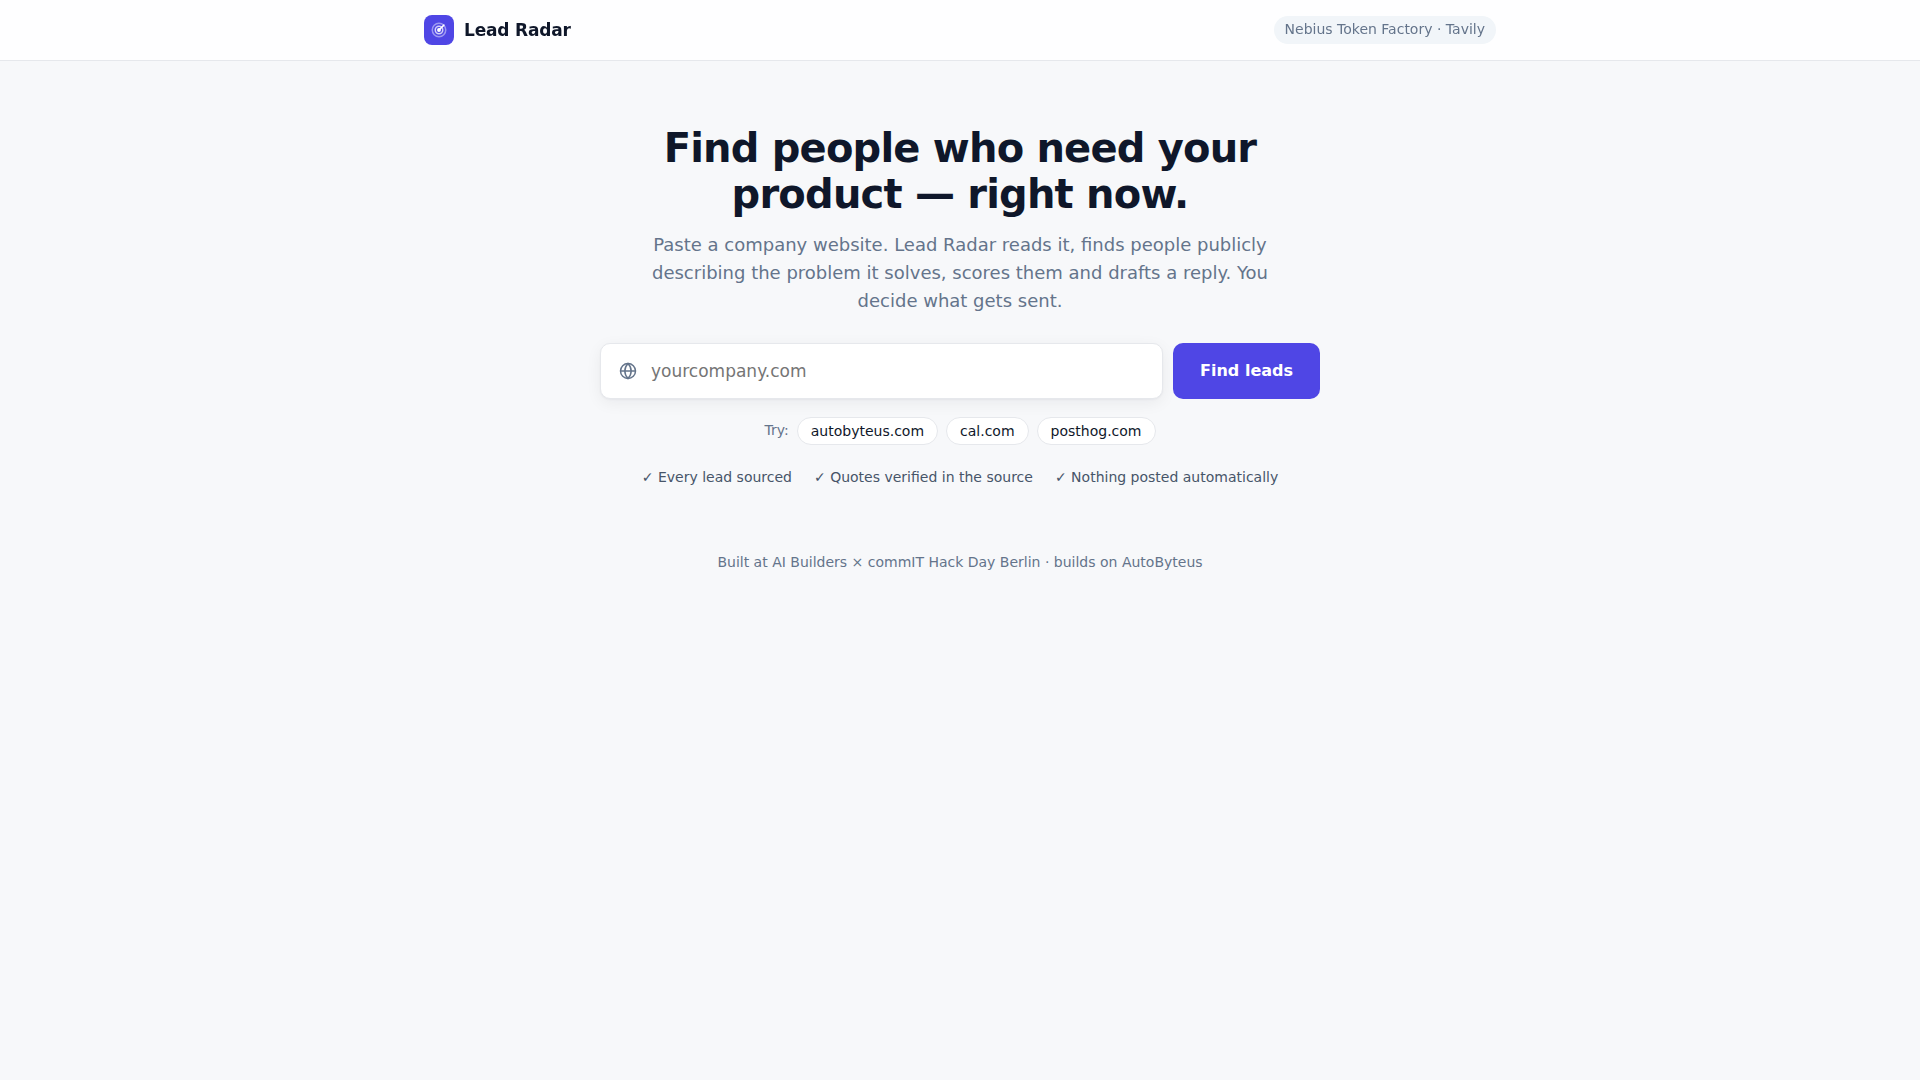 Lead Radar
Nebius Token Factory · Tavily
Find people who need your
product — right now.
Paste a company website. Lead Radar reads it, finds people publicly
describing the problem it solves, scores them and drafts a reply. You
decide what gets sent.
yourcompany.com
Find leads
Try: autobyteus.com cal.com posthog.com
✓ Every lead sourced ✓ Quotes verified in the source ✓ Nothing posted automatically
Built at AI Builders × commIT Hack Day Berlin · builds on AutoByteus